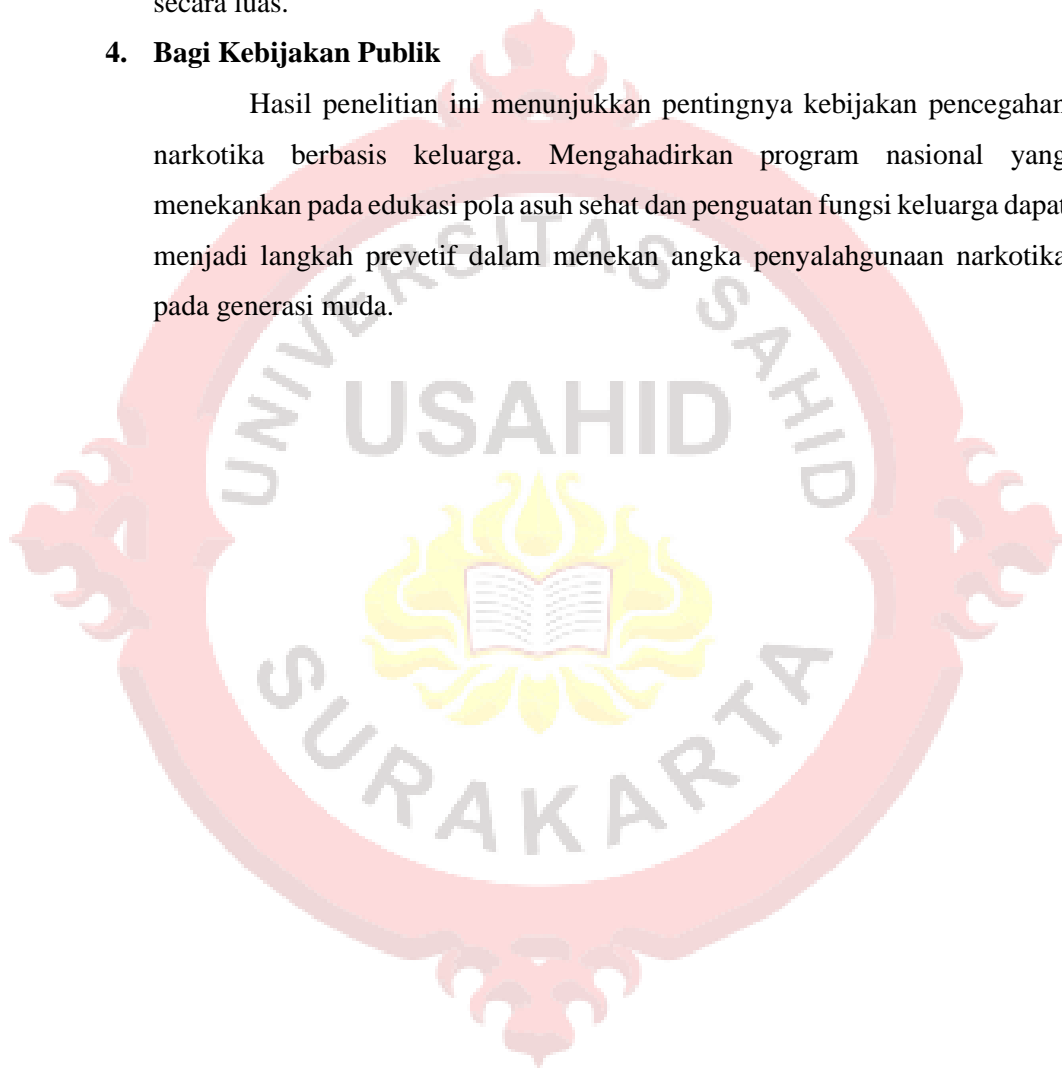 secara luas.
4. Bagi Kebijakan Publik
Hasil penelitian ini menunjukkan pentingnya kebijakan pencegahan
narkotika berbasis keluarga. Mengahadirkan program nasional yang
menekankan pada edukasi pola asuh sehat dan penguatan fungsi keluarga dapat
menjadi langkah prevetif dalam menekan angka penyalahgunaan narkotika
pada generasi muda.
UNIVERSITAS SAHID
USAHID
SURAKARTA